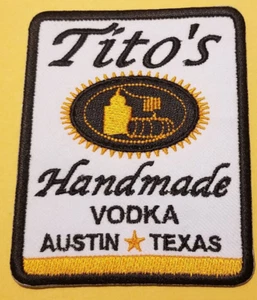 Tito's
Handmade
VODKA
AUSTIN ★ TEXAS